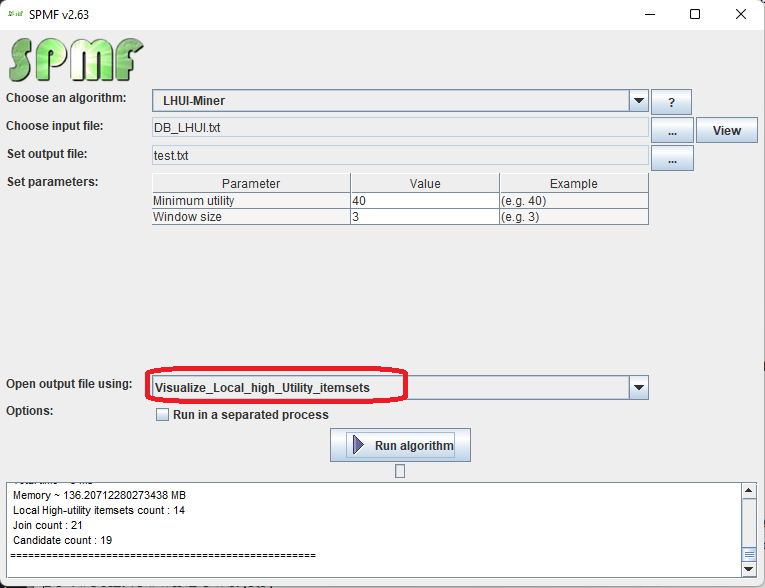 SPMF v2.63
SPMF
Choose an algorithm: LHUI-Miner ?
Choose input file: DB_LHUI.txt ... View
Set output file: test.txt ...
Set parameters: Parameter Value Example
Minimum utility 40 (e.g. 40)
Window size 3 (e.g. 3)
Open output file using: Visualize_Local_high_Utility_itemsets
Options: Run in a separated process
Run algorithm
Memory ~ 136.20712280273438 MB
Local High-utility itemsets count : 14
Join count : 21
Candidate count : 19
===================================================